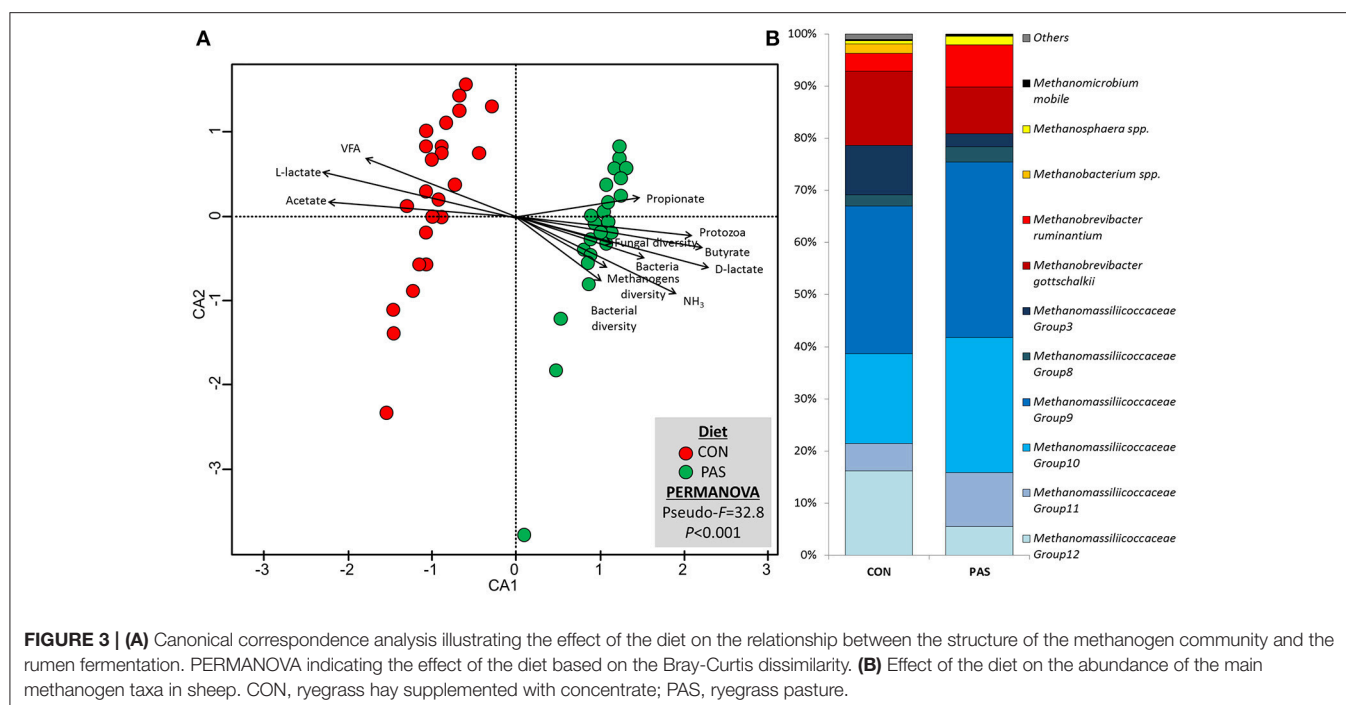 A
CA2
1
0
-1
-2
-3
VFA
L-lactate
Acetate
Propionate
Protozoa
Fungal diversity
Butyrate
Bacteria
D-lactate
Methanogens
diversity
NH3
Bacterial
diversity
Diet
CON
PAS
PERMANOVA
Pseudo-F=32.8
P<0.001
-3 -2 -1 0 1 2 3
CA1
B
100%
90%
80%
70%
60%
50%
40%
30%
20%
10%
0%
CON PAS
Others
Methanomicrobium
mobile
Methanosphaera spp.
Methanobacterium spp.
Methanobrevibacter
ruminantium
Methanobrevibacter
gottschalkii
Methanomassiliicoccaceae
Group3
Methanomassiliicoccaceae
Group8
Methanomassiliicoccaceae
Group9
Methanomassiliicoccaceae
Group10
Methanomassiliicoccaceae
Group11
Methanomassiliicoccaceae
Group12
FIGURE 3 | (A) Canonical correspondence analysis illustrating the effect of the diet on the relationship between the structure of the methanogen community and the
rumen fermentation. PERMANOVA indicating the effect of the diet based on the Bray-Curtis dissimilarity. (B) Effect of the diet on the abundance of the main
methanogen taxa in sheep. CON, ryegrass hay supplemented with concentrate; PAS, ryegrass pasture.